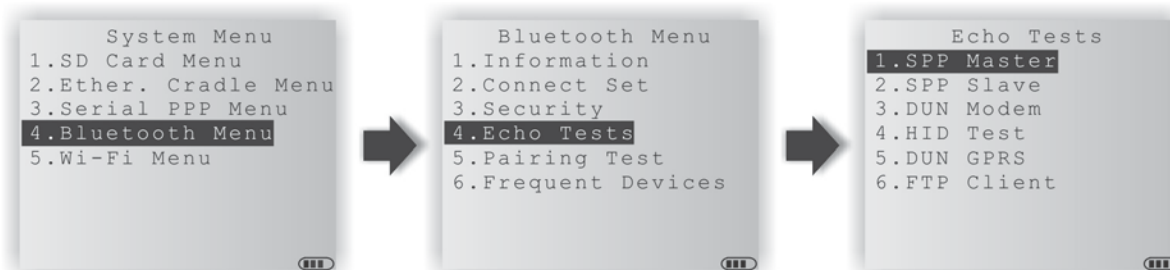 System Menu
1.SD Card Menu
2.Ether. Cradle Menu
3.Serial PPP Menu
4.Bluetooth Menu
5.Wi-Fi Menu
Bluetooth Menu
1.Information
2.Connect Set
3.Security
4.Echo Tests
5.Pairing Test
6.Frequent Devices
Echo Tests
1.SPP Master
2.SPP Slave
3.DUN Modem
4.HID Test
5.DUN GPRS
6.FTP Client